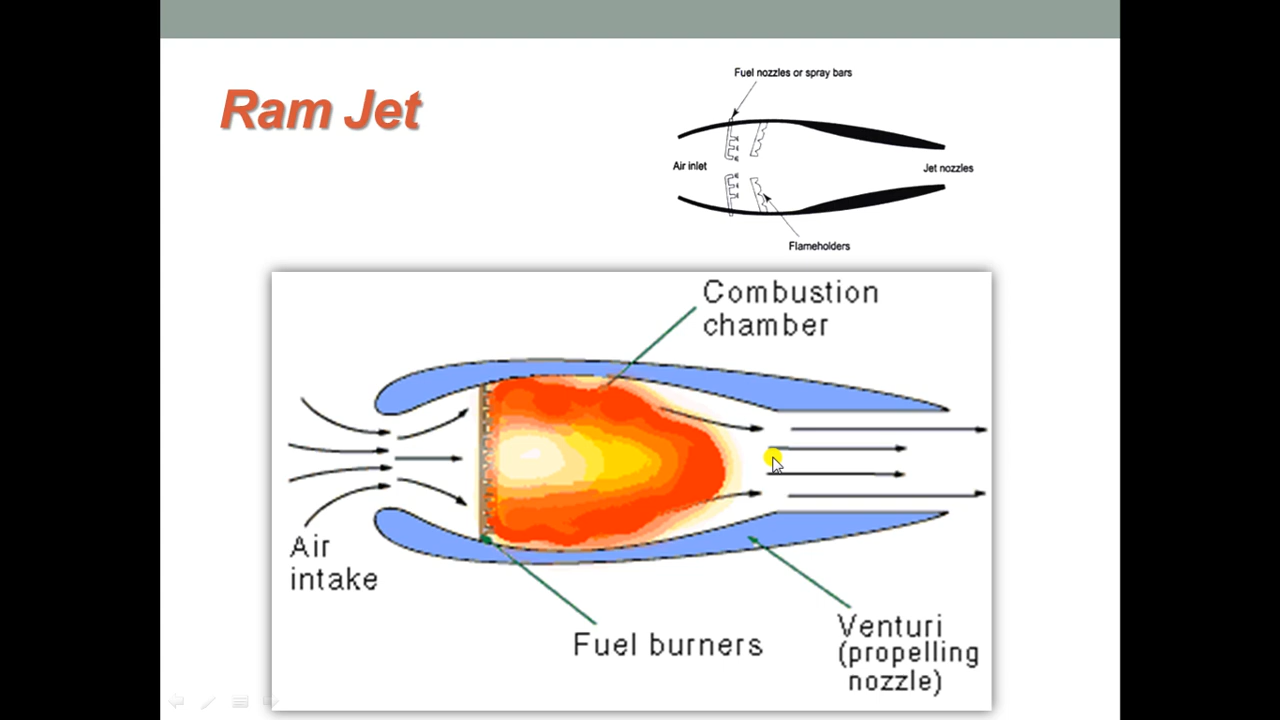 Ram Jet
Fuel nozzles or spray bars
Air inlet
Jet nozzles
Flameholders
Combustion
chamber
Air
intake
Fuel burners
Venturi
(propelling
nozzle)